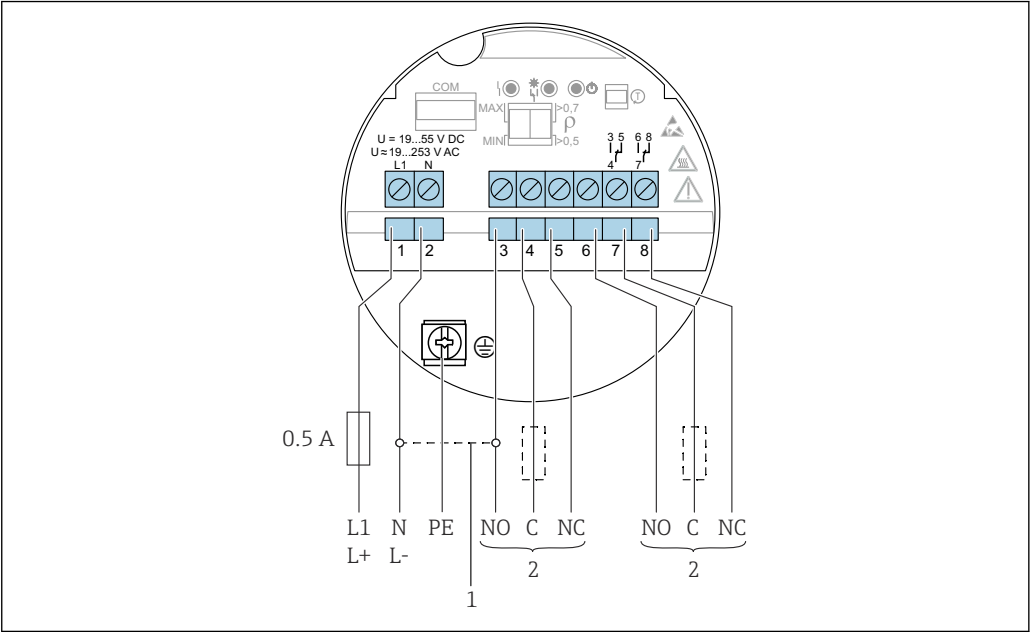 COM
MAX >0,7
ρ
MIN >0,5
T
U = 19...55 V DC
U ≈ 19...253 V AC
L1 N
3 5 6 8
4 7
1 2 3 4 5 6 7 8
0.5 A
L1 N PE NO C NC NO C NC
L+ L- 2 2
1